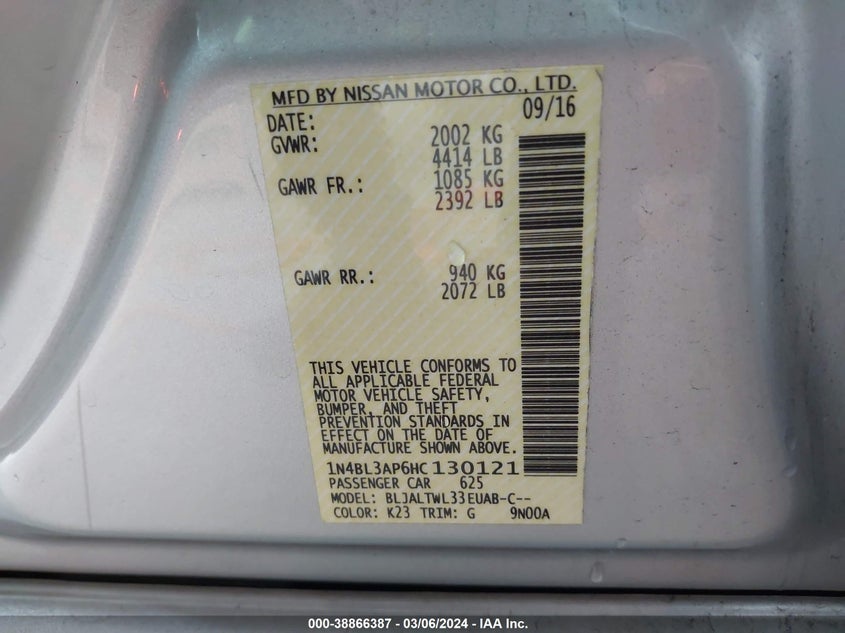 MFD BY NISSAN MOTOR CO., LTD.
DATE: 09/16
GVWR: 2002 KG
4414 LB
GAWR FR.: 1085 KG
2392 LB
GAWR RR.: 940 KG
2072 LB
THIS VEHICLE CONFORMS TO
ALL APPLICABLE FEDERAL
MOTOR VEHICLE SAFETY,
BUMPER, AND THEFT
PREVENTION STANDARDS IN
EFFECT ON THE DATE OF
MANUFACTURE SHOWN ABOVE.
1N4BL3AP6HC130121
PASSENGER CAR 625
MODEL: BLJALTWL33EUAB-C--
COLOR: K23 TRIM: G 9N00A
000-38866387 - 03/06/2024 - IAA Inc.